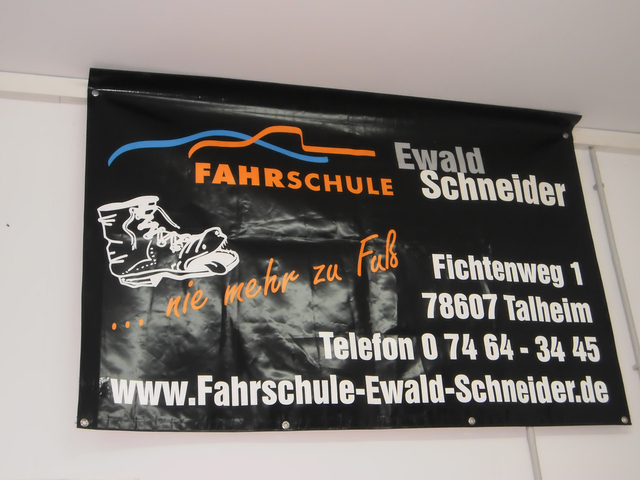 FAHRSCHULE
Ewald
Schneider
... nie mehr zu Fuß
Fichtenweg 1
78607 Talheim
Telefon 0 74 64 - 34 45
www.Fahrschule-Ewald-Schneider.de